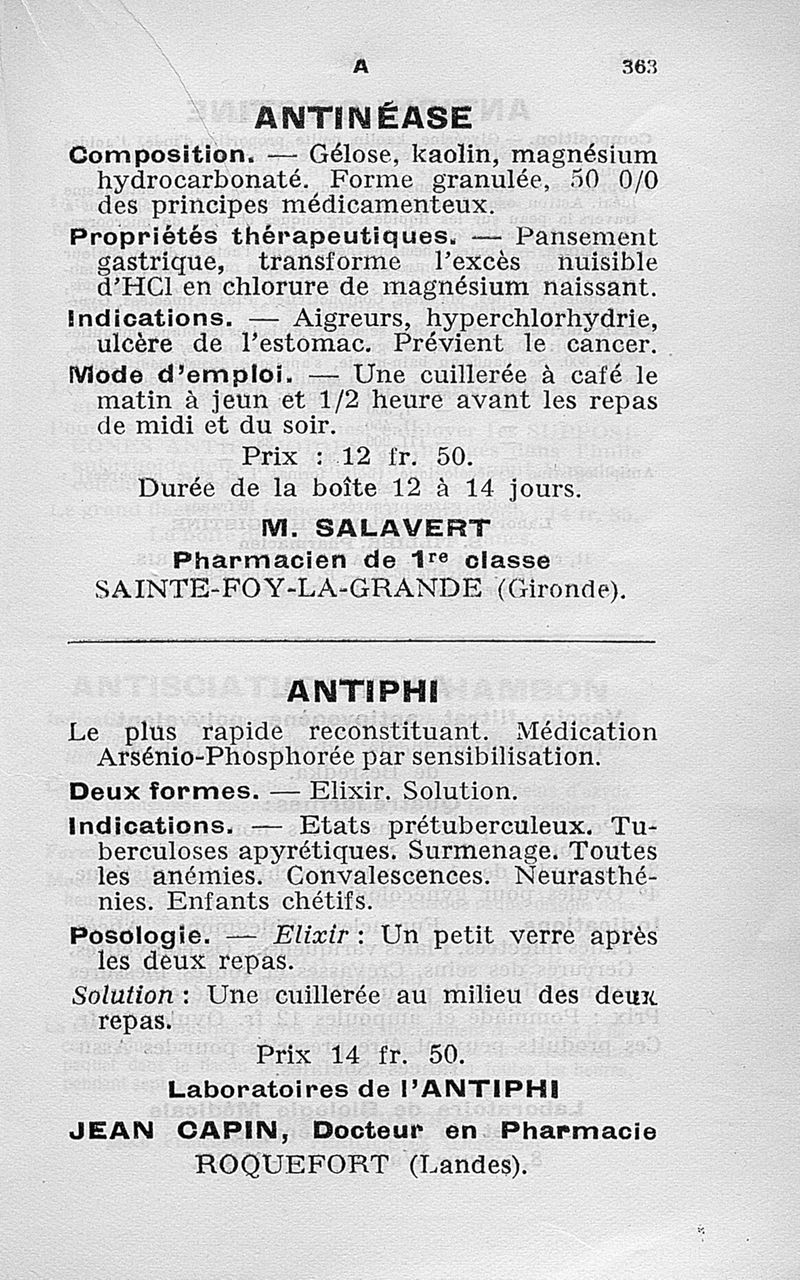 A 363
ANTINÉASE
Composition. — Gélose, kaolin, magnésium
hydrocarbonaté. Forme granulée, 50 0/0
des principes médicamenteux.
Propriétés thérapeutiques. — Pansement
gastrique, transforme l'excès nuisible
d'HCl en chlorure de magnésium naissant.
Indications. — Aigreurs, hyperchlorhydrie,
ulcère de l'estomac. Prévient le cancer.
Mode d'emploi. — Une cuillerée à café le
matin à jeun et 1/2 heure avant les repas
de midi et du soir.
Prix : 12 fr. 50.
Durée de la boîte 12 à 14 jours.
M. SALAVERT
Pharmacien de 1re classe
SAINTE-FOY-LA-GRANDE (Gironde).
ANTIPHI
Le plus rapide reconstituant. Médication
Arsénio-Phosphorée par sensibilisation.
Deux formes. — Elixir. Solution.
Indications. — Etats prétuberculeux. Tu-
berculoses apyrétiques. Surmenage. Toutes
les anémies. Convalescences. Neurasthé-
nies. Enfants chétifs.
Posologie. — Elixir : Un petit verre après
les deux repas.
Solution : Une cuillerée au milieu des deux
repas.
Prix 14 fr. 50.
Laboratoires de l'ANTIPHI
JEAN CAPIN, Docteur en Pharmacie
ROQUEFORT (Landes).